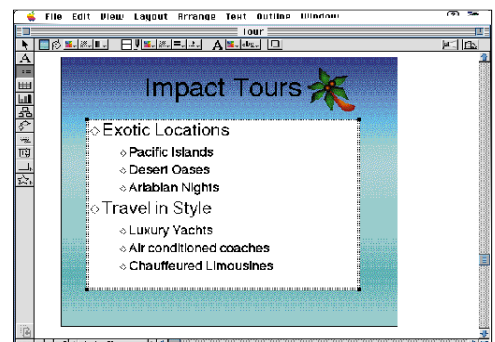 File Edit View Layout Arrange Text Outline Window
Tour
Impact Tours
Exotic Locations
Pacific Islands
Desert Oases
Arlabian Nights
Travel in Style
Luxury Yachts
Air conditioned coaches
Chauffeured Limousines